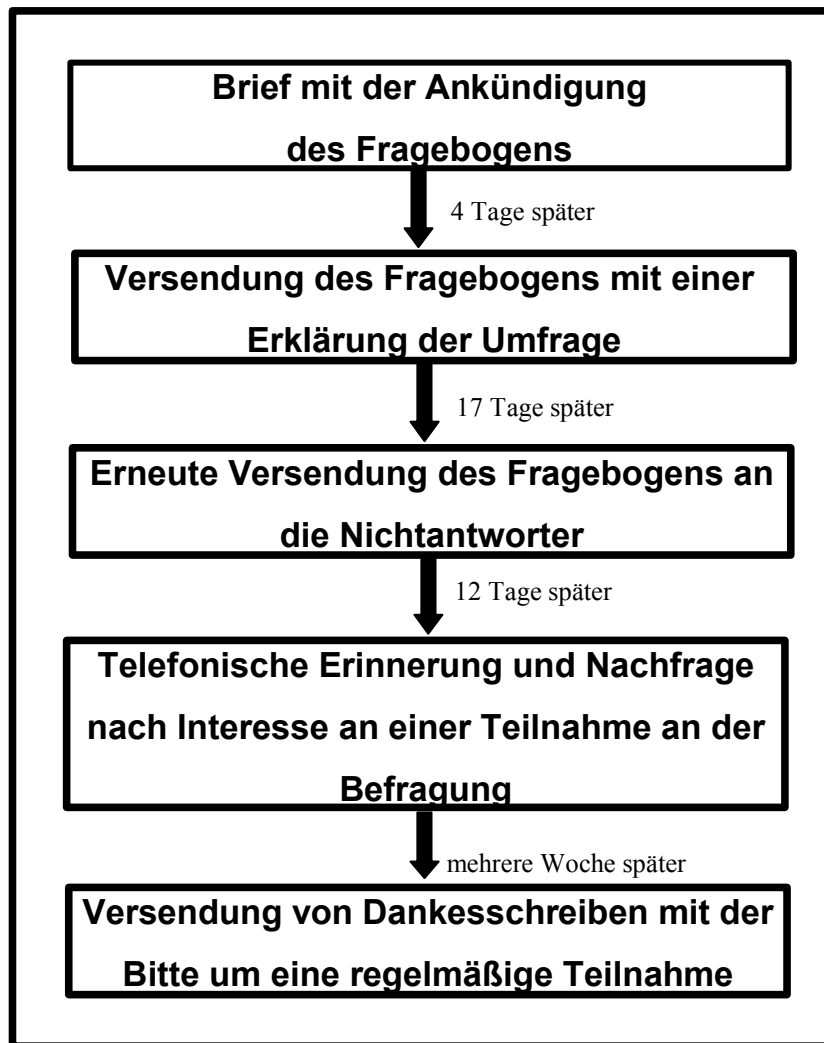 Brief mit der Ankündigung
des Fragebogens
4 Tage später
Versendung des Fragebogens mit einer
Erklärung der Umfrage
17 Tage später
Erneute Versendung des Fragebogens an
die Nichtantworter
12 Tage später
Telefonische Erinnerung und Nachfrage
nach Interesse an einer Teilnahme an der
Befragung
mehrere Woche später
Versendung von Dankesschreiben mit der
Bitte um eine regelmäßige Teilnahme